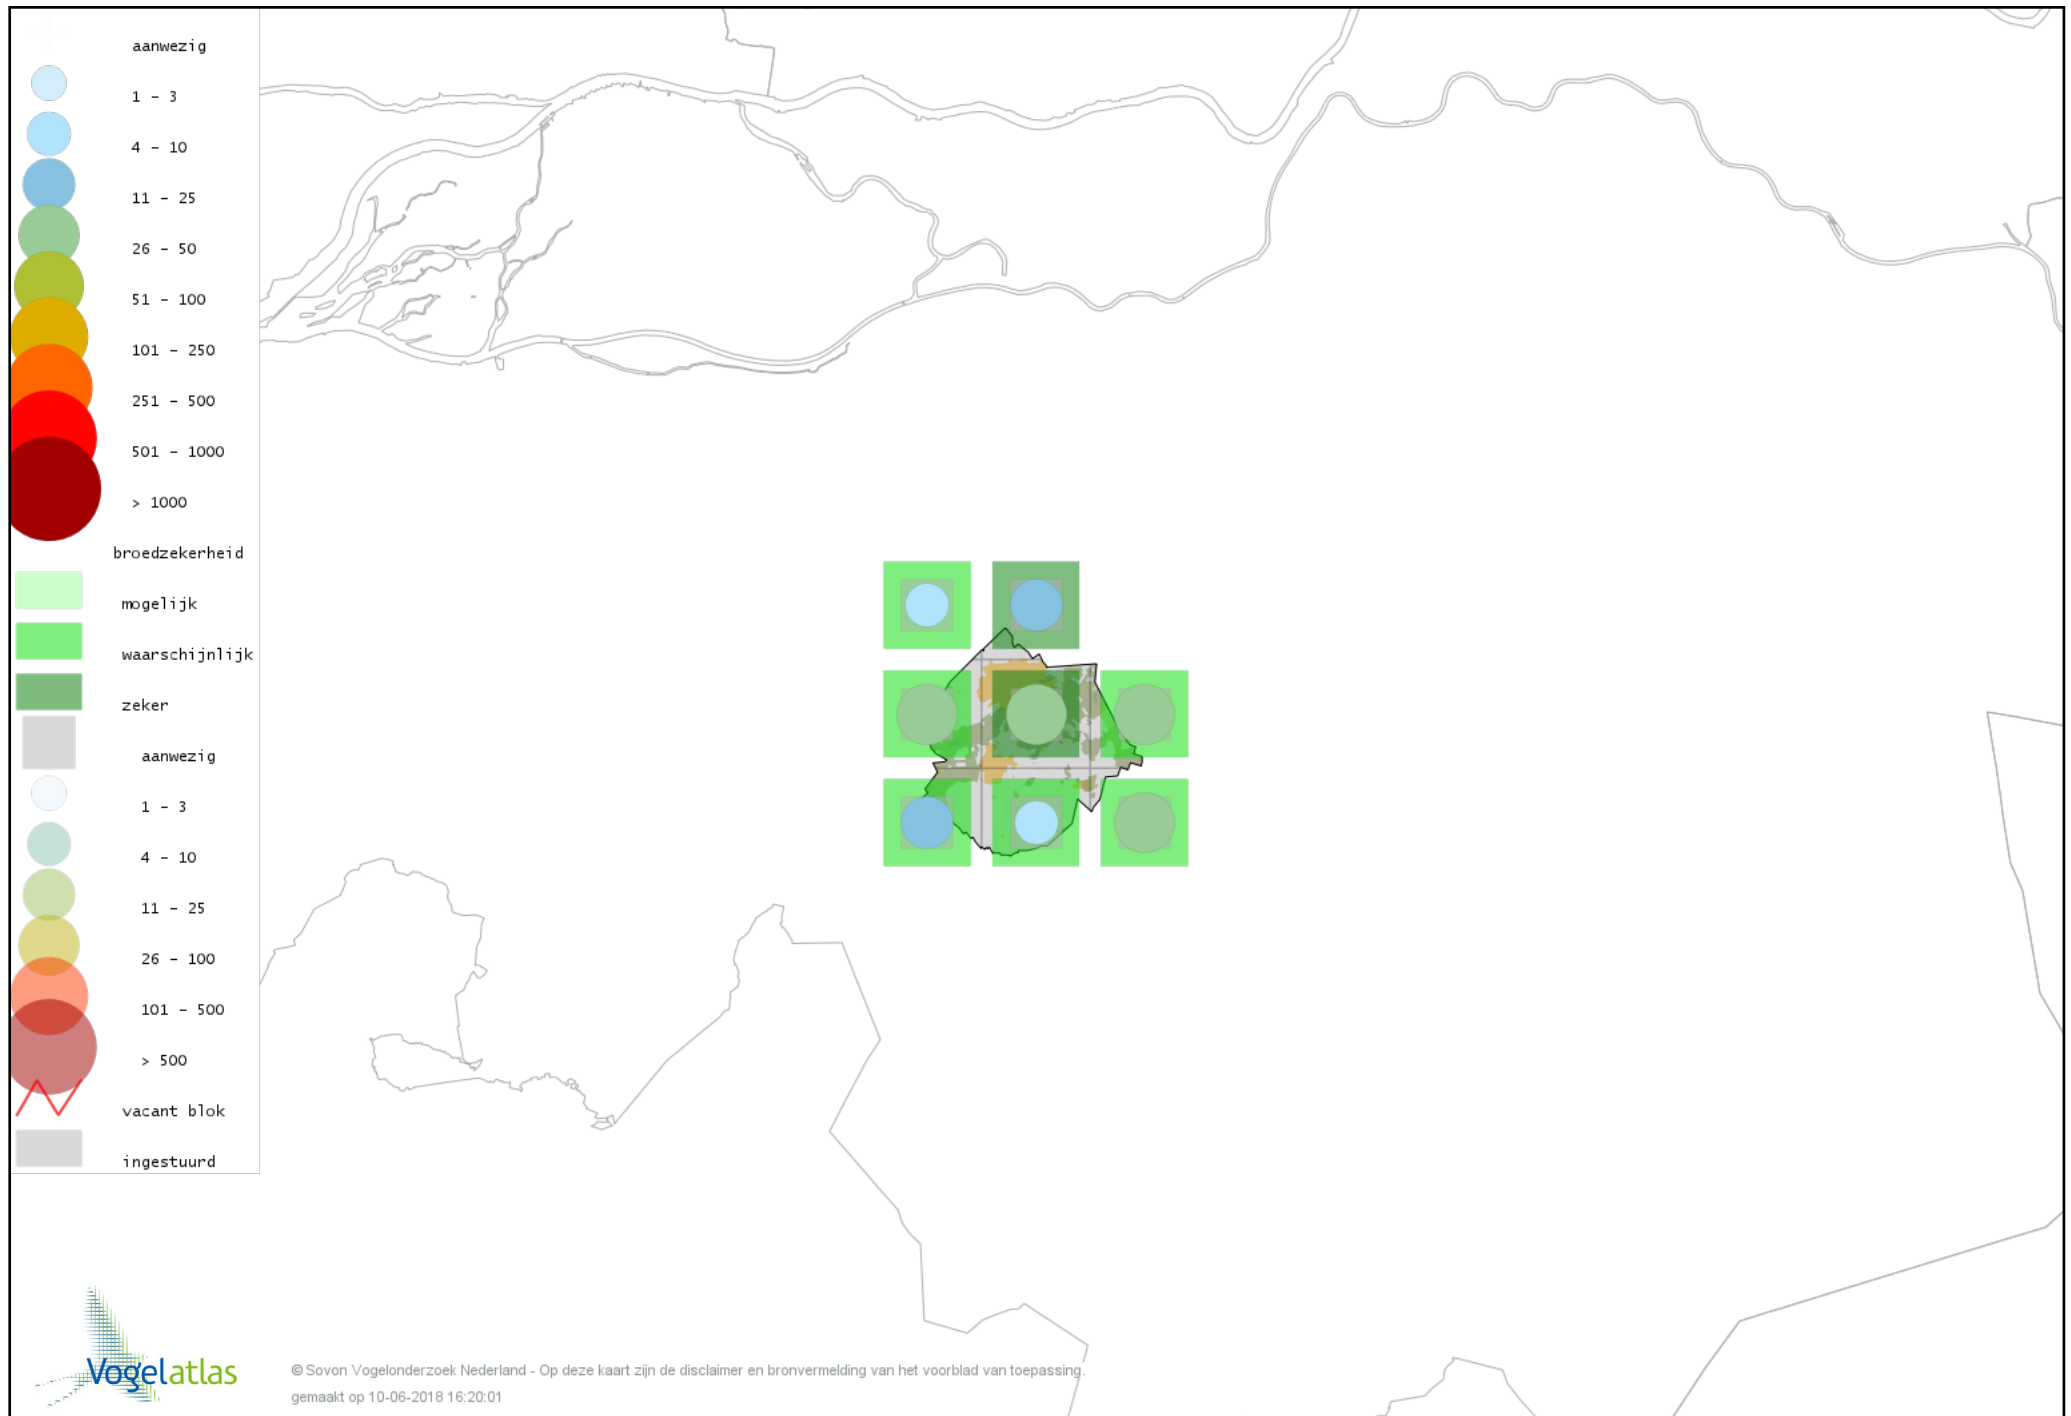 aanwezig
1 - 3
4 - 10
11 - 25
26 - 50
51 - 100
101 - 250
251 - 500
501 - 1000
> 1000
broedzekerheid
mogelijk
waarschijnlijk
zeker
aanwezig
1 - 3
4 - 10
11 - 25
26 - 100
101 - 500
> 500
vacant blok
ingestuurd
Vogelatlas
© Sovon Vogelonderzoek Nederland - Op deze kaart zijn de disclaimer en bronvermelding van het voorblad van toepassing.
gemaakt op 10-06-2018 16:20:01